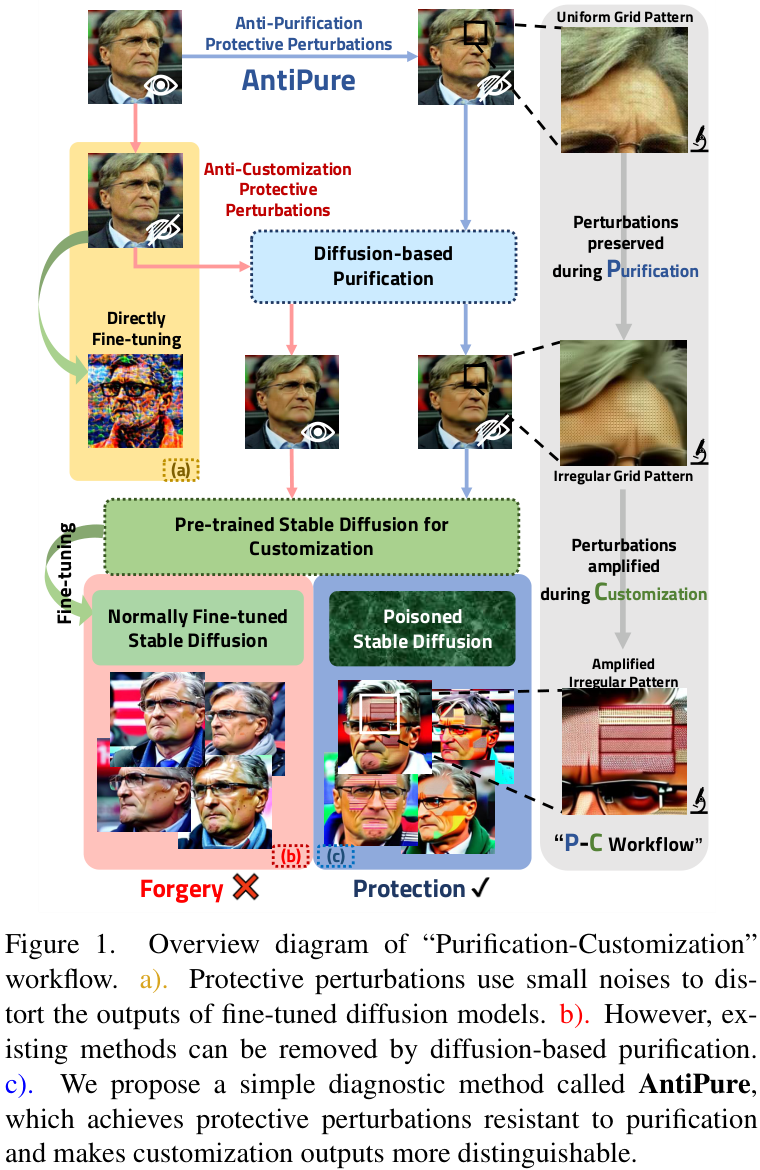 Anti-Purification
Protective Perturbations
AntiPure
Uniform Grid Pattern
Anti-Customization
Protective
Perturbations
Diffusion-based
Purification
Perturbations
preserved
during Purification
Directly
Fine-tuning
(a)
Irregular Grid Pattern
Pre-trained Stable Diffusion for
Customization
Fine-tuning
Perturbations
amplified
during Customization
Normally Fine-tuned
Stable Diffusion
Poisoned
Stable Diffusion
Amplified
Irregular Pattern
(b)
(c)
"P-C Workflow"
Forgery ❌
Protection ✓
Figure 1. Overview diagram of “Purification-Customization”
workflow. a). Protective perturbations use small noises to dis-
tort the outputs of fine-tuned diffusion models. b). However, ex-
isting methods can be removed by diffusion-based purification.
c). We propose a simple diagnostic method called AntiPure,
which achieves protective perturbations resistant to purification
and makes customization outputs more distinguishable.